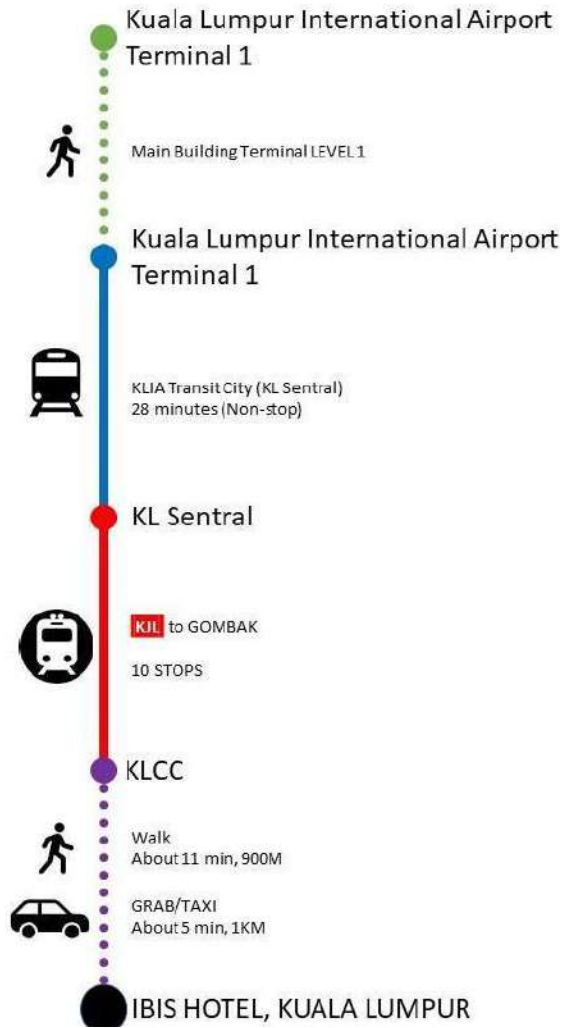 Kuala Lumpur International Airport
Terminal 1
Main Building Terminal LEVEL 1
Kuala Lumpur International Airport
Terminal 1
KLIA Transit City (KL Sentral)
28 minutes (Non-stop)
KL Sentral
KJL to GOMBAK
10 STOPS
KLCC
Walk
About 11 min, 900M
GRAB/TAXI
About 5 min, 1KM
IBIS HOTEL, KUALA LUMPUR